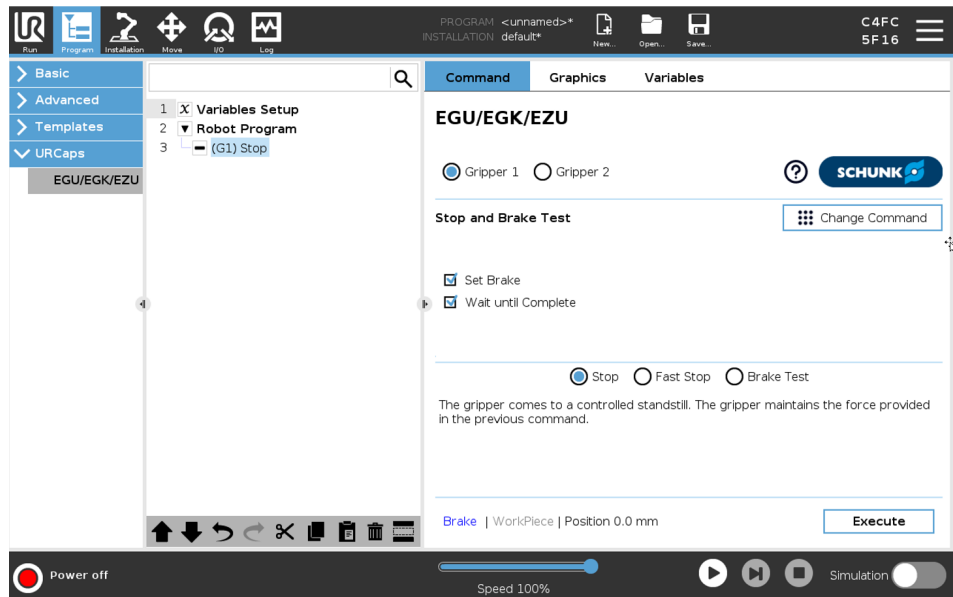 PROGRAM <unnamed>*
INSTALLATION default*
C4FC
5F16
Run Program Installation Move I/O Log New... Open... Save...
Basic
Advanced
Templates
URCaps
EGU/EGK/EZU
1 X Variables Setup
2 Robot Program
3 (G1) Stop
Command Graphics Variables
EGU/EGK/EZU
Gripper 1 Gripper 2 ? SCHUNK
Stop and Brake Test Change Command
Set Brake
Wait until Complete
Stop Fast Stop Brake Test
The gripper comes to a controlled standstill. The gripper maintains the force provided
in the previous command.
Brake | WorkPiece | Position 0.0 mm Execute
Power off
Speed 100%
Simulation